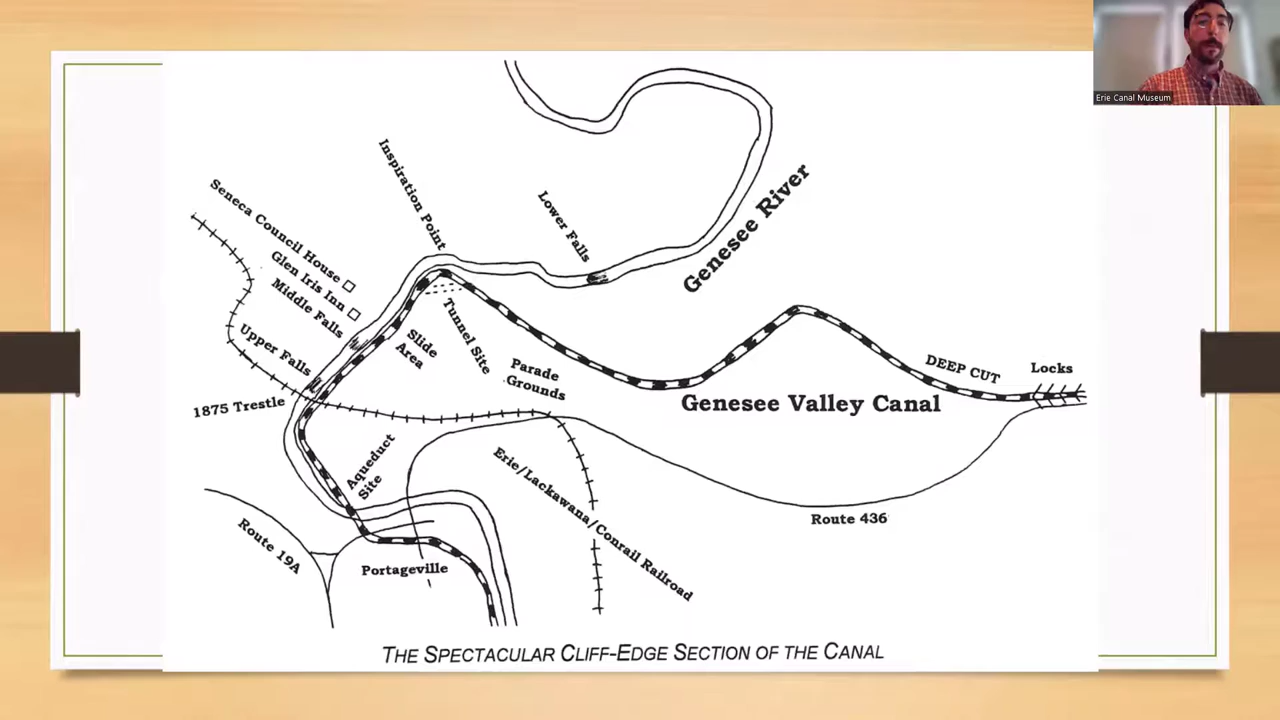 Erie Canal Museum
Inspiration Point
Seneca Council House
Lower Falls
Genesee River
Glen Iris Inn
Middle Falls
Tunnel Site
Slide
Area
Upper Falls
Parade
Grounds
DEEP CUT
Locks
1875 Trestle
Genesee Valley Canal
Aqueduct
Site
Erie/Lackawana/Conrail Railroad
Route 436
Route 19A
Portageville
THE SPECTACULAR CLIFF-EDGE SECTION OF THE CANAL